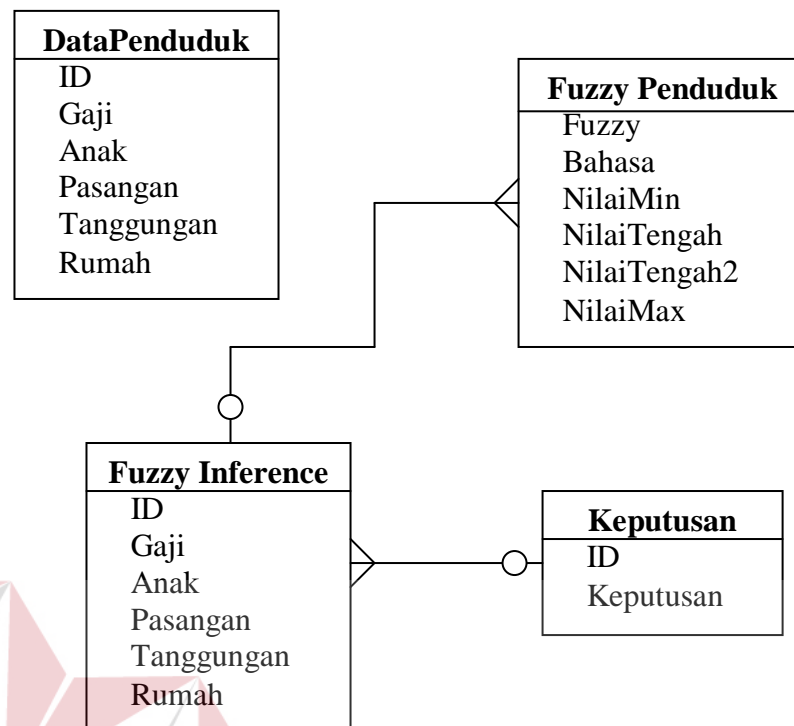 DataPenduduk
ID
Gaji
Anak
Pasangan
Tanggungan
Rumah
Fuzzy Penduduk
Fuzzy
Bahasa
NilaiMin
NilaiTengah
NilaiTengah2
NilaiMax
Fuzzy Inference
ID
Gaji
Anak
Pasangan
Tanggungan
Rumah
Keputusan
ID
Keputusan